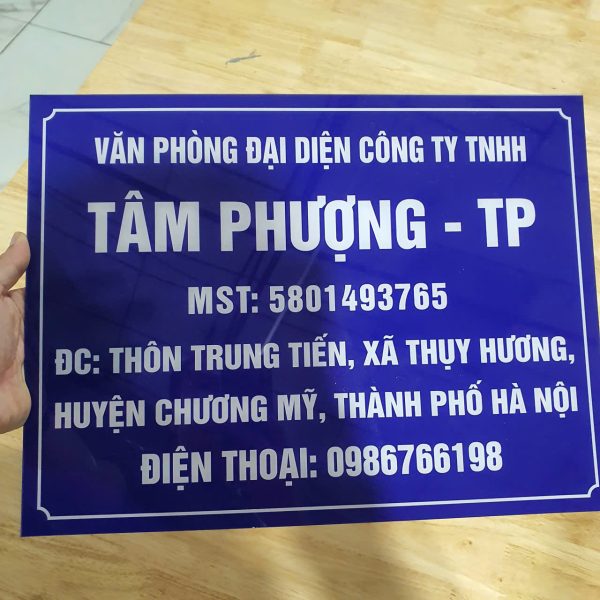 VĂN PHÒNG ĐẠI DIỆN CÔNG TY TNHH
TÂM PHƯỢNG - TP
MST: 5801493765
ĐC: THÔN TRUNG TIẾN, XÃ THỤY HƯƠNG,
HUYỆN CHƯƠNG MỸ, THÀNH PHỐ HÀ NỘI
ĐIỆN THOẠI: 0986766198